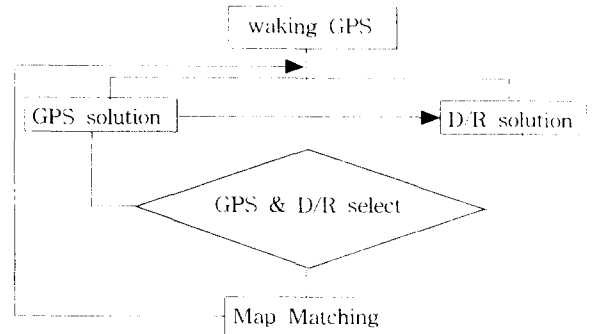 waking GPS
GPS solution
D/R solution
GPS & D/R select
Map Matching